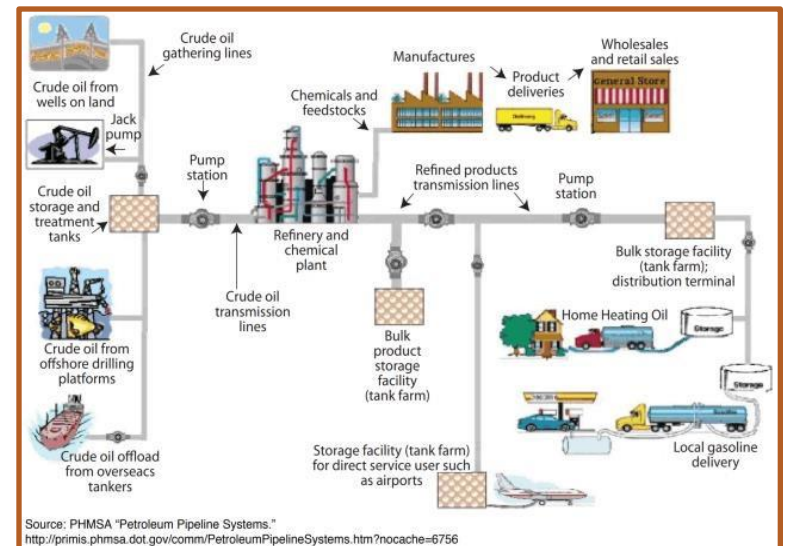 Crude oil
gathering lines
Crude oil from
wells on land
Jack
pump
Crude oil
storage and
treatment
tanks
Pump
station
Crude oil
transmission
lines
Crude oil from
offshore drilling
platforms
Crude oil offload
from overseacs
tankers
Refinery and
chemical
plant
Chemicals and
feedstocks
Manufactures
Product
deliveries
Delivery
Wholesales
and retail sales
General Store
Refined products
transmission lines
Pump
station
Bulk storage facility
(tank farm);
distribution terminal
Bulk
product
storage
facility
(tank farm)
Home Heating Oil
Storage
Storage
Local gasoline
delivery
Storage facility (tank farm)
for direct service user such
as airports
Source: PHMSA "Petroleum Pipeline Systems."
http://primis.phmsa.dot.gov/comm/PetroleumPipelineSystems.htm?nocache=6756